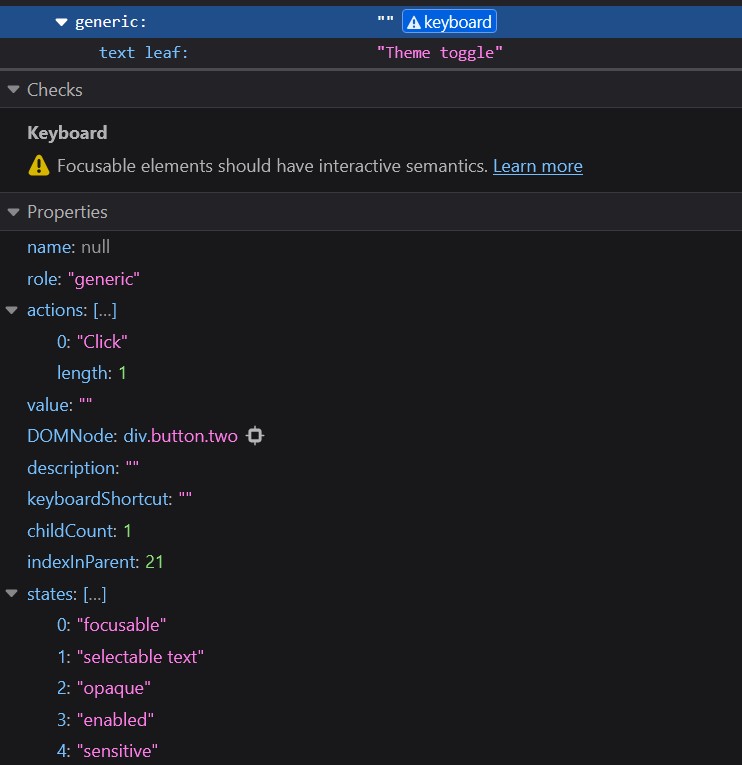 generic: "" keyboard
text leaf: "Theme toggle"
Checks
Keyboard
Focusable elements should have interactive semantics. Learn more
Properties
name: null
role: "generic"
actions: […]
0: "Click"
length: 1
value: ""
DOMNode: div.button.two
description: ""
keyboardShortcut: ""
childCount: 1
indexInParent: 21
states: […]
0: "focusable"
1: "selectable text"
2: "opaque"
3: "enabled"
4: "sensitive"